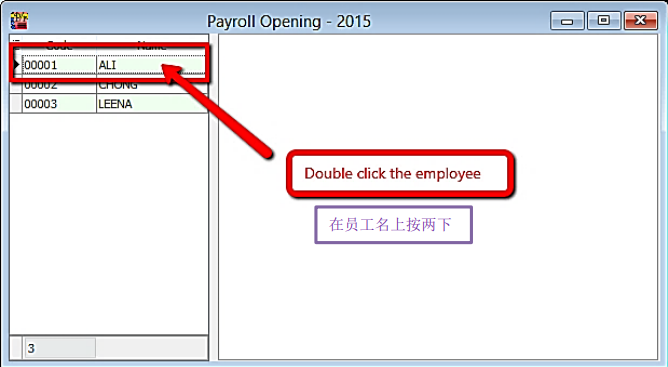 Payroll Opening - 2015
Code Name
00001 ALI
00002 CHONG
00003 LEENA
Double click the employee
在员工名上按两下
3